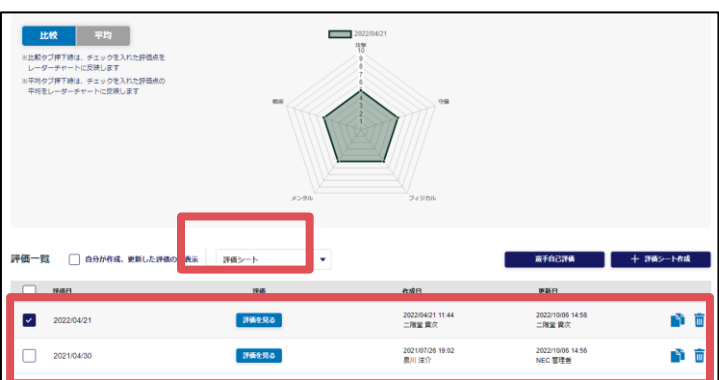 比較 平均
※比較タブ押下時は、チェックを入れた評価点を
レーダーチャートに反映します
※平均タブ押下時は、チェックを入れた評価点の
平均をレーダーチャートに反映します
2022/04/21
攻撃
10
9
8
7
6
4
3
2
1
戦術 守備
メンタル フィジカル
評価一覧 自分が作成、更新した評価の 表示 評価シート 選手自己評価 + 評価シート作成
評価日 評価 作成日 更新日
2022/04/21 評価を見る 2022/04/21 11:44 2022/10/06 14:56
二階堂 貴次 二階堂 貴次
2021/04/30 評価を見る 2021/07/26 19:02 2022/10/06 14:56
洋介 NEC 管理者